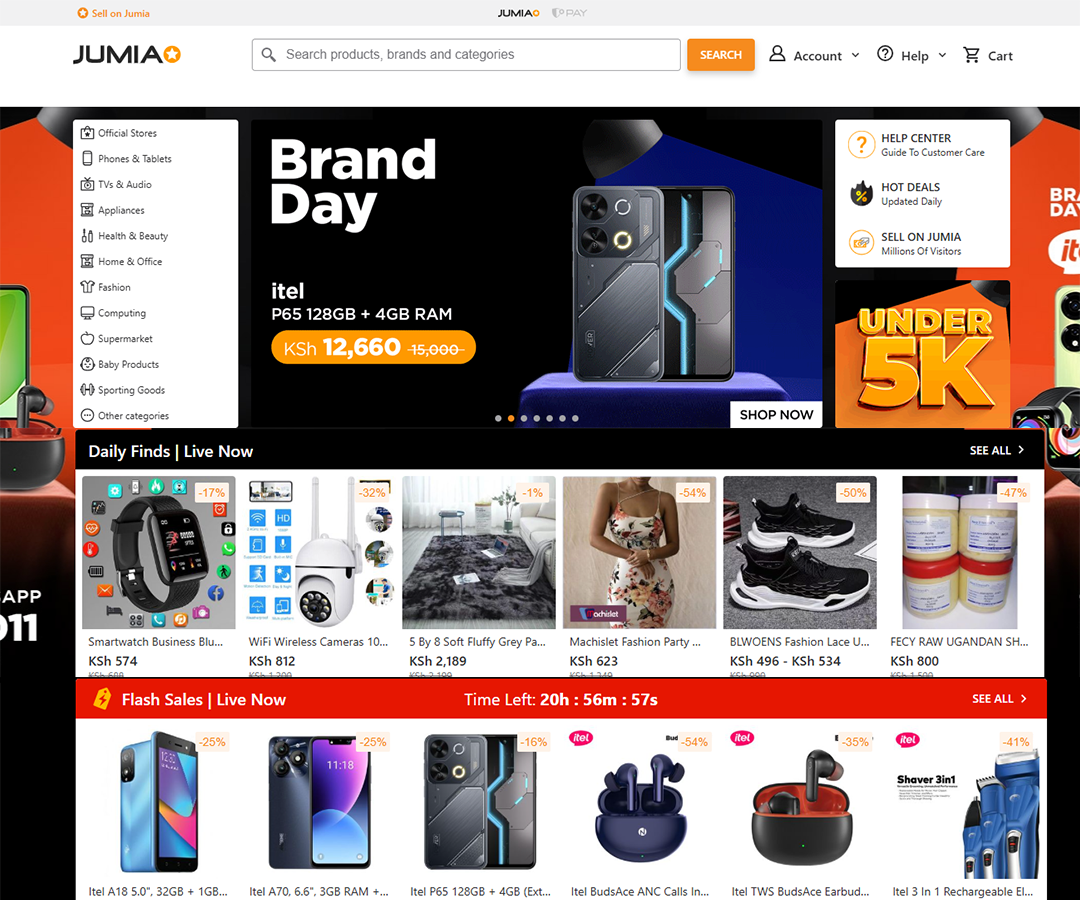 Sell on Jumia
JUMIA
PAY
JUMIA
Search products, brands and categories
SEARCH
Account
Help
Cart
Official Stores
Phones & Tablets
TVs & Audio
Appliances
Health & Beauty
Home & Office
Fashion
Computing
Supermarket
Baby Products
Sporting Goods
Other categories
Brand
Day
itel
P65 128GB + 4GB RAM
KSh 12,660 15,000
SHOP NOW
HELP CENTER
Guide To Customer Care
HOT DEALS
Updated Daily
SELL ON JUMIA
Millions Of Visitors
UNDER
5K
BRA
DAY
ite
SAPP
011
Daily Finds | Live Now
SEE ALL
-17%
-32%
-1%
-54%
-50%
-47%
HD
Machislet
Smartwatch Business Blu...
WiFi Wireless Cameras 10...
5 By 8 Soft Fluffy Grey Pa...
Machislet Fashion Party ...
BLWOENS Fashion Lace U...
FECY RAW UGANDAN SH...
KSh 574
KSh 812
KSh 2,189
KSh 623
KSh 496 - KSh 534
KSh 800
KSh 688
KSh 1,200
KSh 2,199
KSh 1,349
KSh 990
KSh 1,500
Flash Sales | Live Now
Time Left: 20h : 56m : 57s
SEE ALL
-25%
-25%
-16%
itel
Bud
-54%
itel
-35%
itel
-41%
11:18
Shaver 3in1
Itel A18 5.0", 32GB + 1GB...
Itel A70, 6.6", 3GB RAM +...
Itel P65 128GB + 4GB (Ext...
Itel BudsAce ANC Calls In...
Itel TWS BudsAce Earbud...
Itel 3 In 1 Rechargeable El...